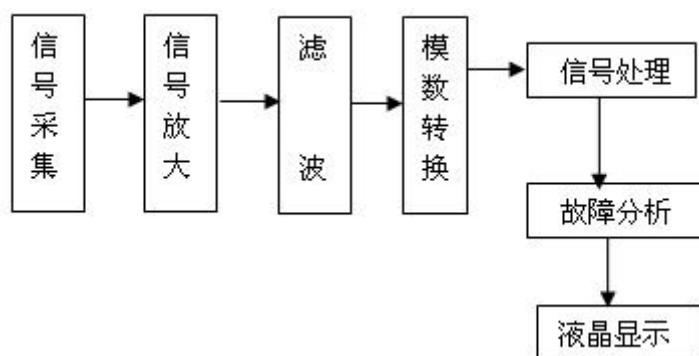 信号采集
信号放大
滤波
模数转换
信号处理
故障分析
液晶显示